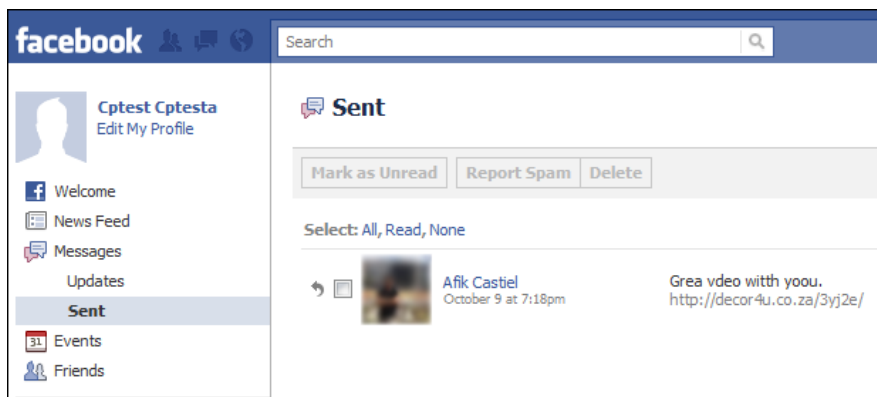 facebook
Search
Cptest Cptesta
Edit My Profile
Welcome
News Feed
Messages
Updates
Sent
31 Events
Friends
Sent
Mark as Unread Report Spam Delete
Select: All, Read, None
Afik Castiel
October 9 at 7:18pm
Grea vdeo witth yoou.
http://decor4u.co.za/3yj2e/